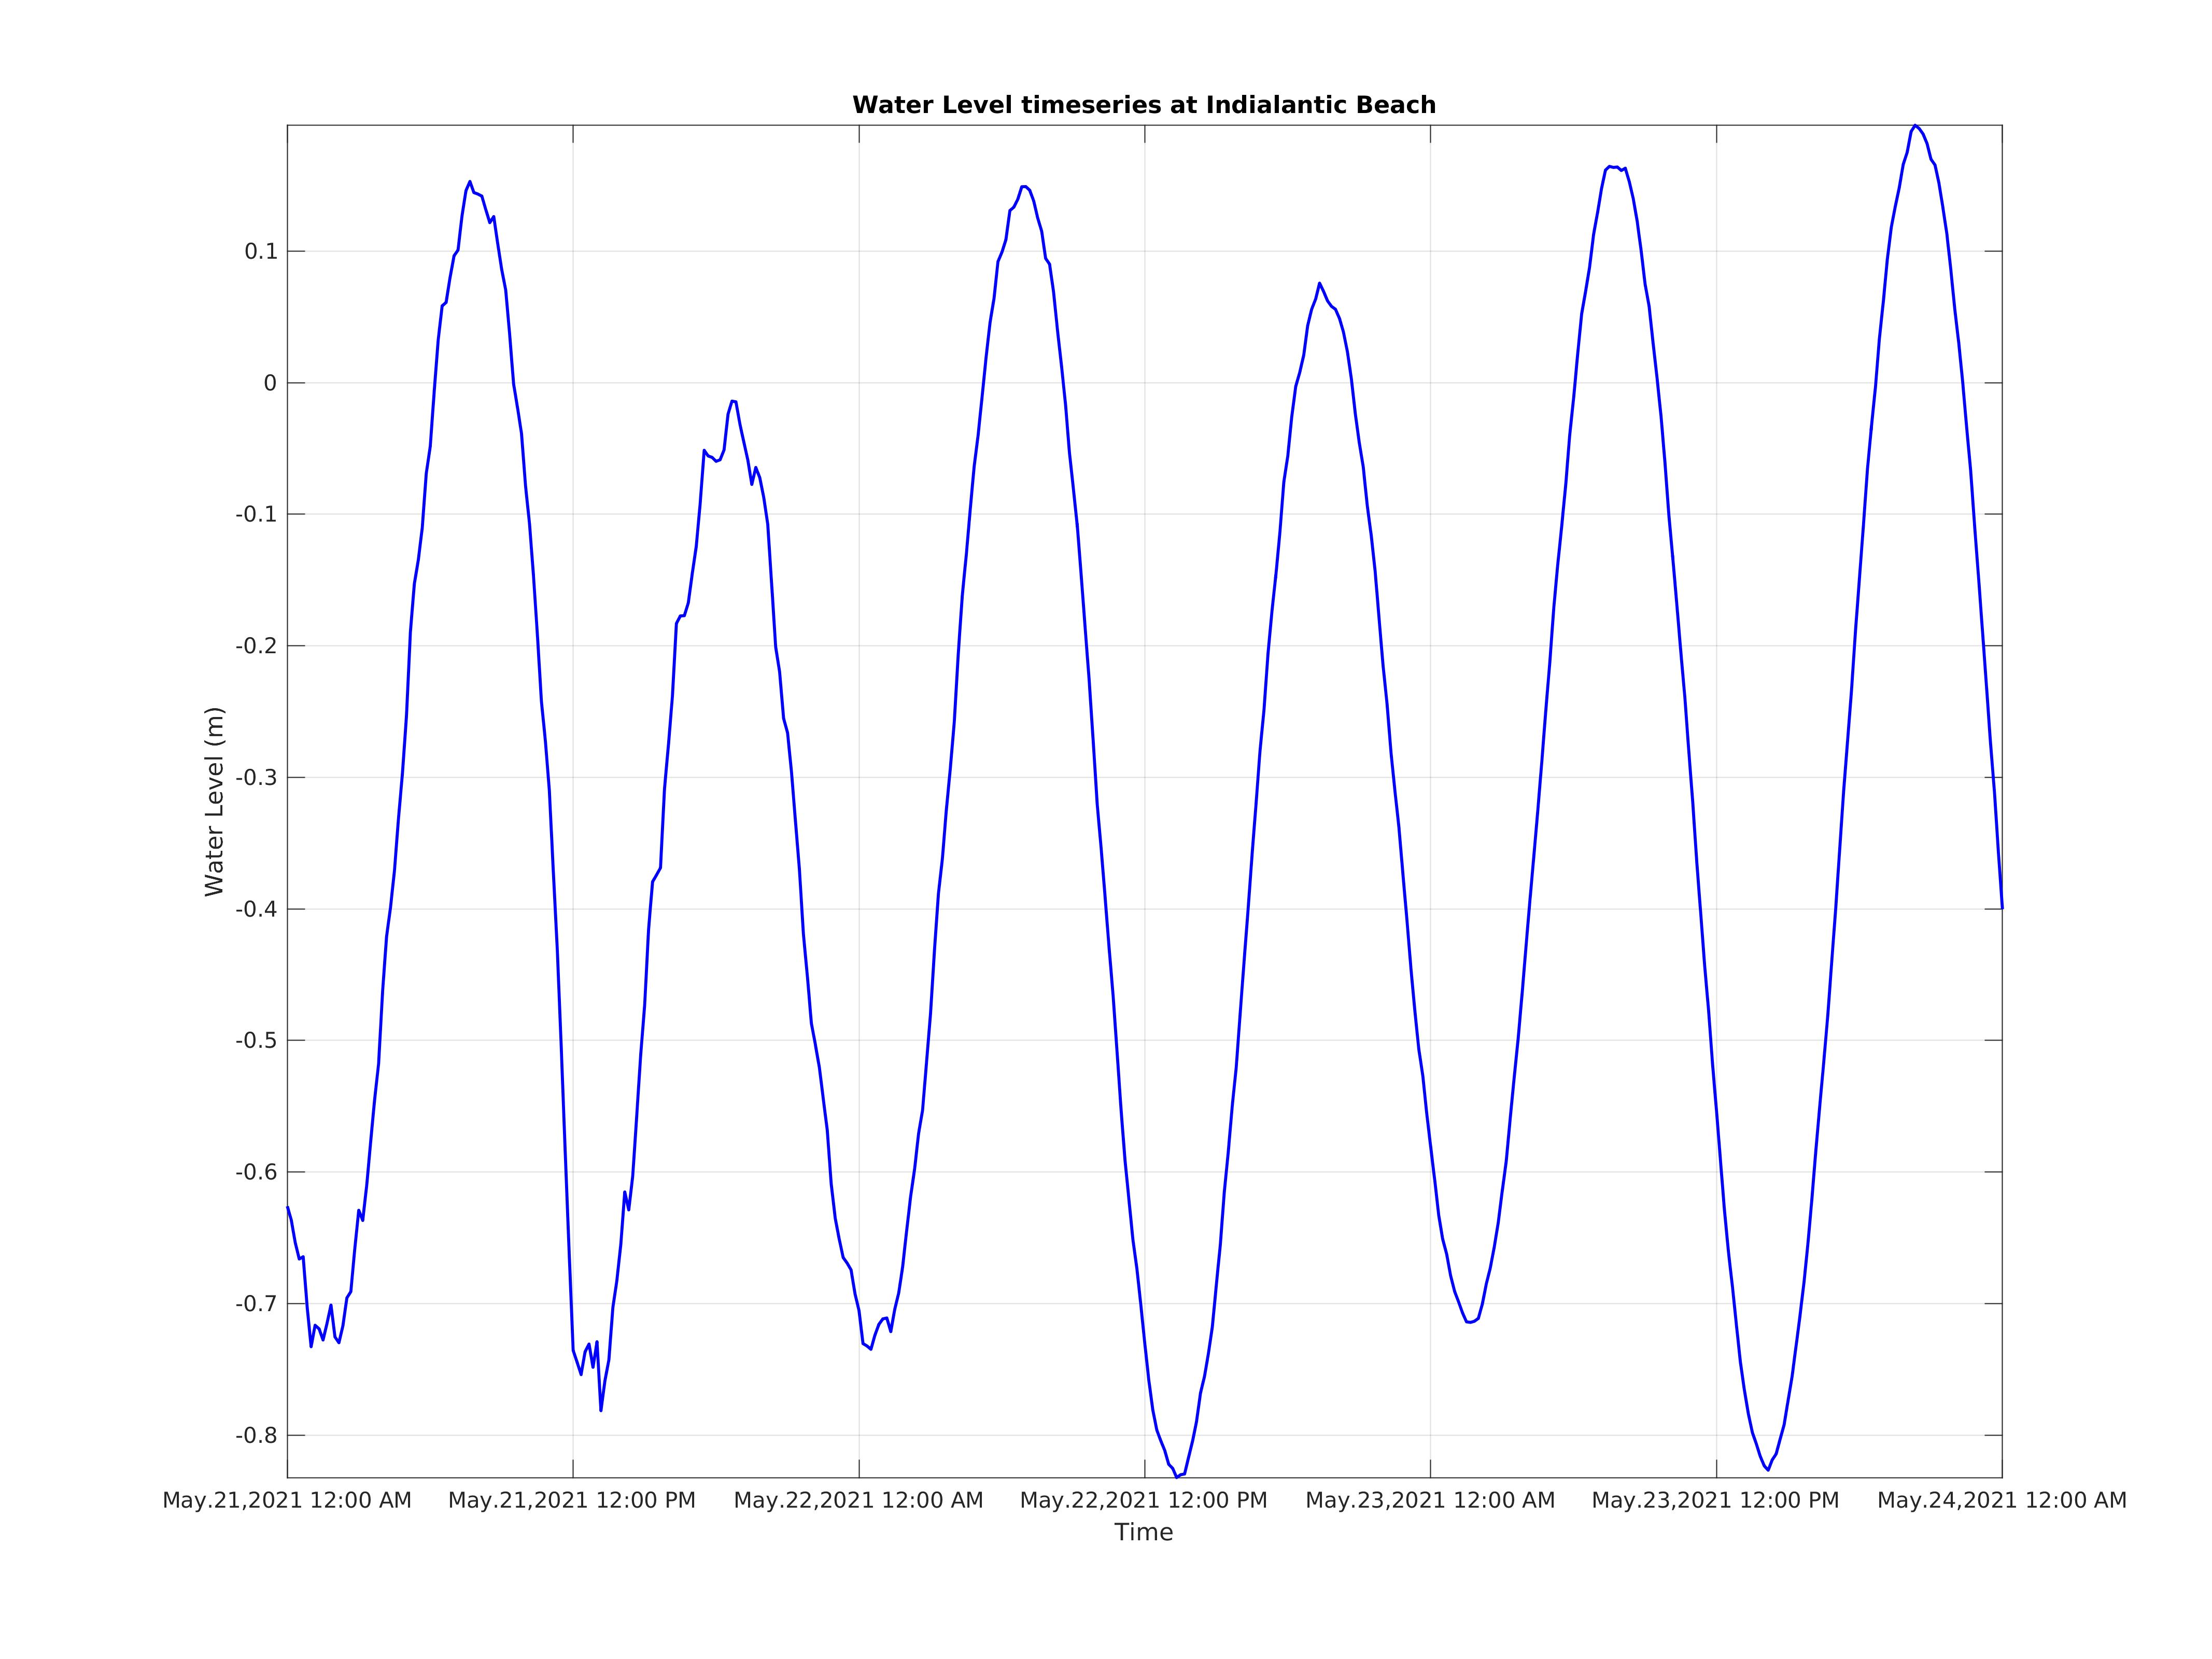 Water Level timeseries at Indialantic Beach
0.1
0
-0.1
-0.2
-0.3
-0.4
-0.5
-0.6
-0.7
-0.8
Water Level (m)
May.21,2021 12:00 AM
May.21,2021 12:00 PM
May.22,2021 12:00 AM
May.22,2021 12:00 PM
May.23,2021 12:00 AM
May.23,2021 12:00 PM
May.24,2021 12:00 AM
Time